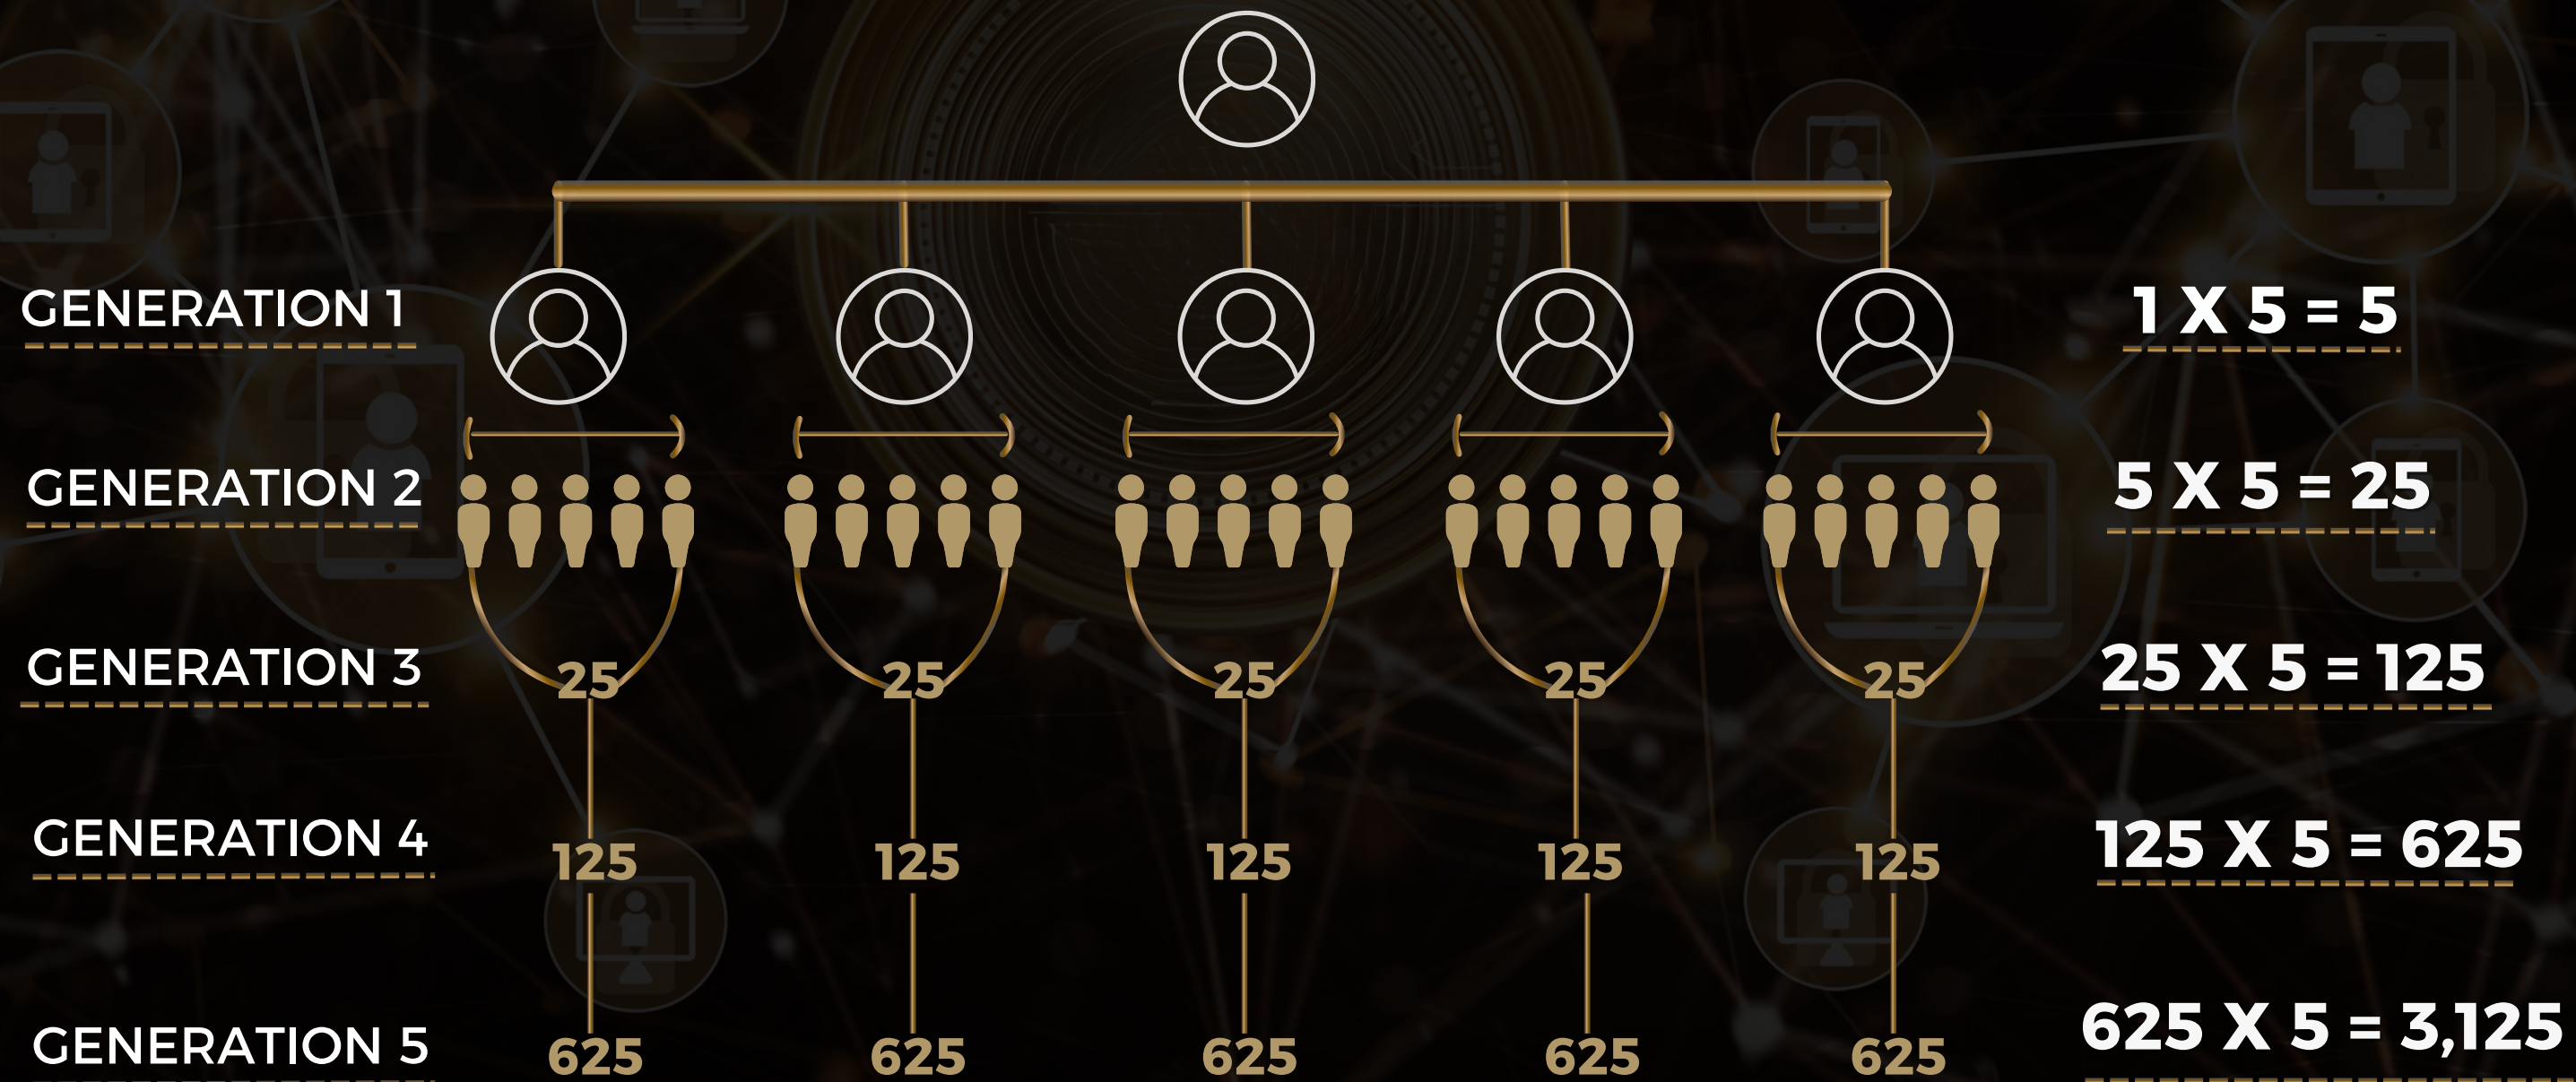 GENERATION 1
1 X 5 = 5
GENERATION 2
5 X 5 = 25
GENERATION 3
25 25 25 25 25
25 X 5 = 125
GENERATION 4
125 125 125 125 125
125 X 5 = 625
GENERATION 5
625 625 625 625 625
625 X 5 = 3,125